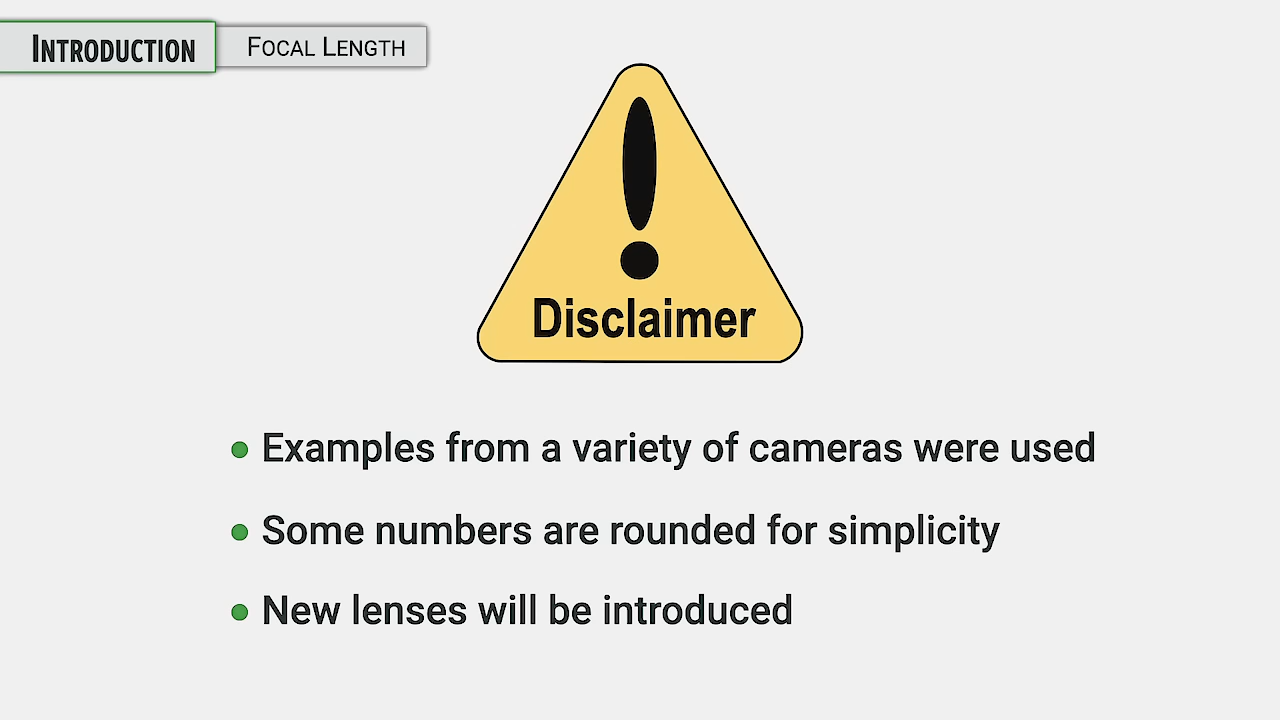 INTRODUCTION
FOCAL LENGTH
Disclaimer
Examples from a variety of cameras were used
Some numbers are rounded for simplicity
New lenses will be introduced